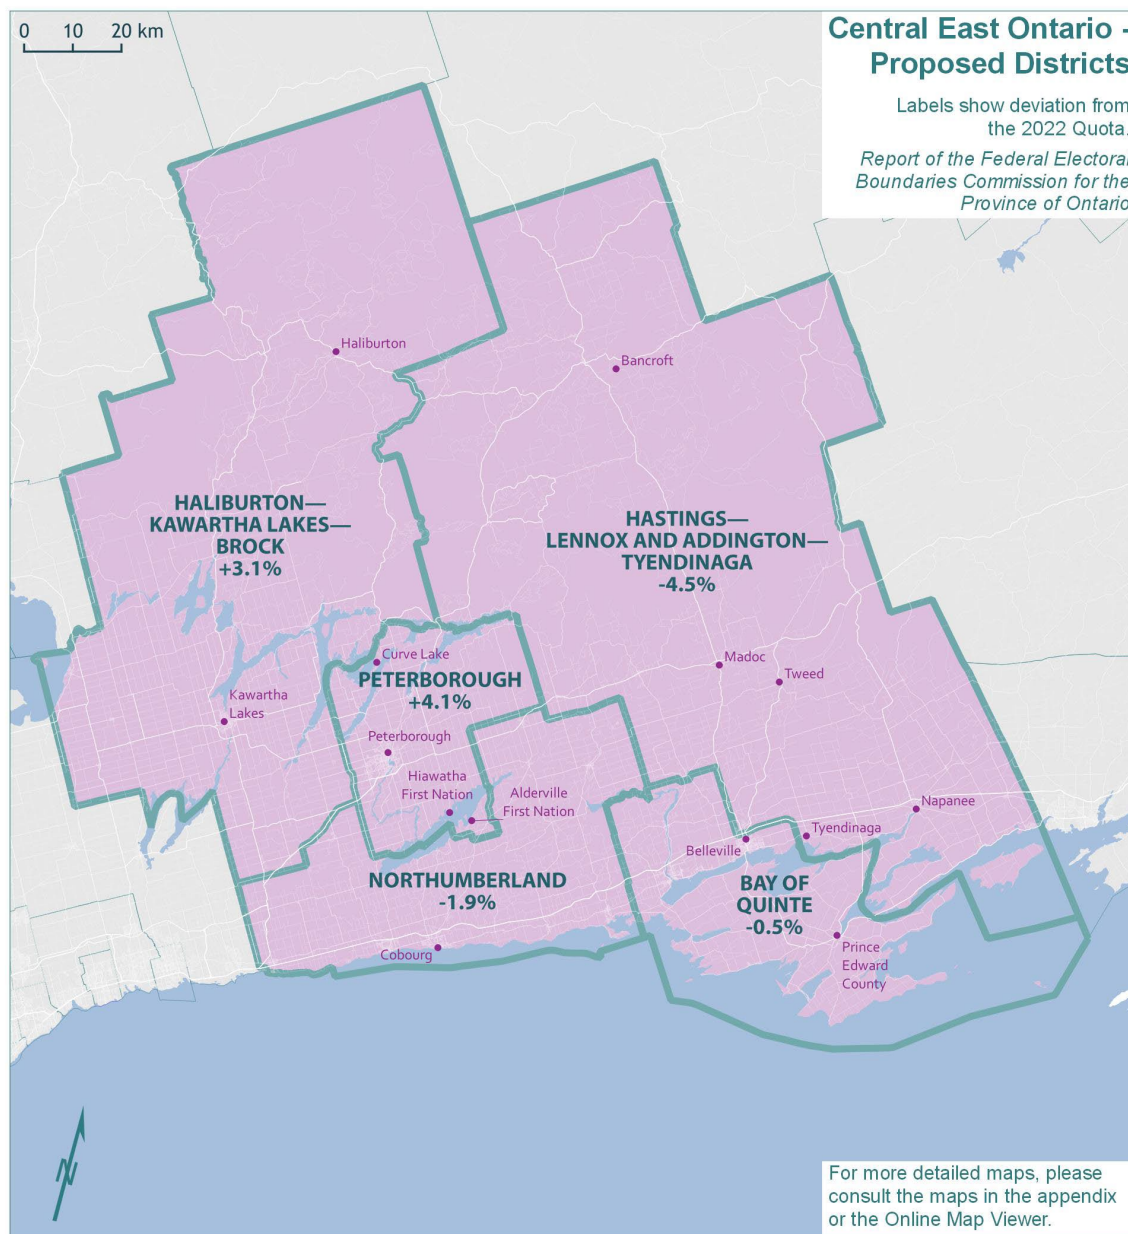 0 10 20 km
Central East Ontario -
Proposed Districts
Labels show deviation from
the 2022 Quota.
Report of the Federal Electoral
Boundaries Commission for the
Province of Ontario
Haliburton
Bancroft
HALIBURTON—
KAWARTHA LAKES—
BROCK
+3.1%
HASTINGS—
LENNOX AND ADDINGTON—
TYENDINAGA
-4.5%
Curve Lake
Madoc
Tweed
PETERBOROUGH
+4.1%
Kawartha
Lakes
Peterborough
Hiawatha
First Nation
Alderville
First Nation
Napanee
Tyendinaga
Belleville
NORTHUMBERLAND
-1.9%
BAY OF
QUINTE
-0.5%
Cobourg
Prince
Edward
County
N
For more detailed maps, please
consult the maps in the appendix
or the Online Map Viewer.